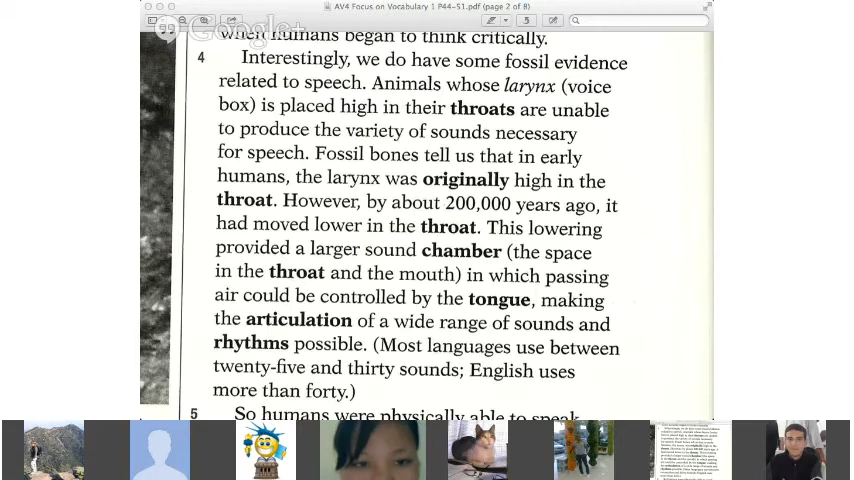 AV4 Focus on Vocabulary 1 P44-51.pdf (page 2 of 8)
Google+
when humans began to think critically.
4 Interestingly, we do have some fossil evidence
related to speech. Animals whose larynx (voice
box) is placed high in their throats are unable
to produce the variety of sounds necessary
for speech. Fossil bones tell us that in early
humans, the larynx was originally high in the
throat. However, by about 200,000 years ago, it
had moved lower in the throat. This lowering
provided a larger sound chamber (the space
in the throat and the mouth) in which passing
air could be controlled by the tongue, making
the articulation of a wide range of sounds and
rhythms possible. (Most languages use between
twenty-five and thirty sounds; English uses
more than forty.)
5 So humans were physically able to speak